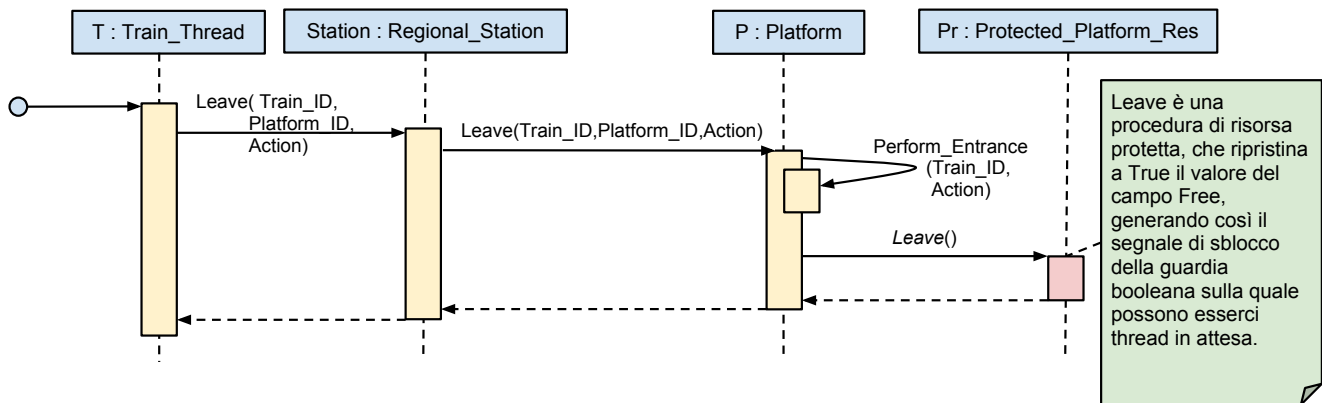 T : Train_Thread
Station : Regional_Station
P : Platform
Pr : Protected_Platform_Res
Leave( Train_ID,
Platform_ID,
Action)
Leave(Train_ID,Platform_ID,Action)
Perform_Entrance
(Train_ID,
Action)
Leave()
Leave è una
procedura di risorsa
protetta, che ripristina
a True il valore del
campo Free,
generando così il
segnale di sblocco
della guardia
booleana sulla quale
possono esserci
thread in attesa.